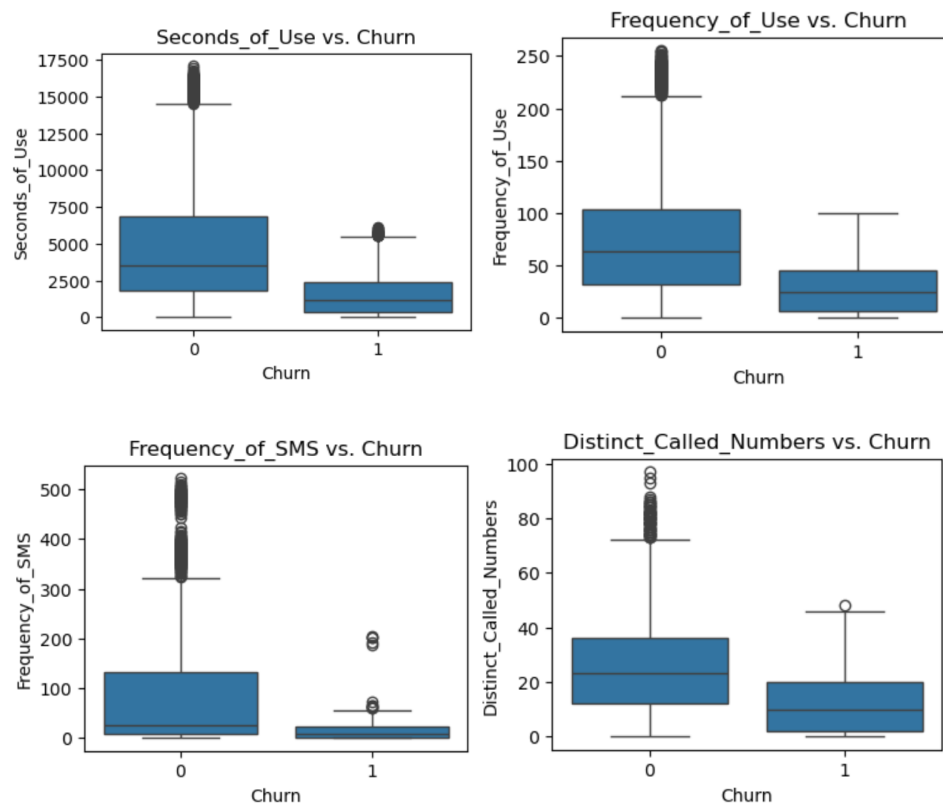 Seconds_of_Use vs. Churn
17500
15000
12500
10000
7500
5000
2500
0
Seconds_of_Use
0 1
Churn
Frequency_of_Use vs. Churn
250
200
150
100
50
0
Frequency_of_Use
0 1
Churn
Frequency_of_SMS vs. Churn
500
400
300
200
100
0
Frequency_of_SMS
0 1
Churn
Distinct_Called_Numbers vs. Churn
100
80
60
40
20
0
Distinct_Called_Numbers
0 1
Churn